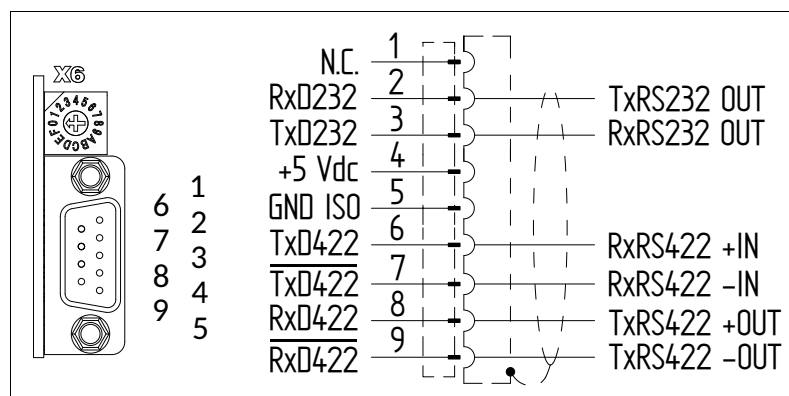 X6
0123456789ABCDEF
1
6
2
7
3
8
4
9
5
N.C. 1
RxD232 2 TxRS232 OUT
TxD232 3 RxRS232 OUT
+5 Vdc 4
GND ISO 5
TxD422 6 RxRS422 +IN
TxD422 7 RxRS422 -IN
RxD422 8 TxRS422 +OUT
RxD422 9 TxRS422 -OUT